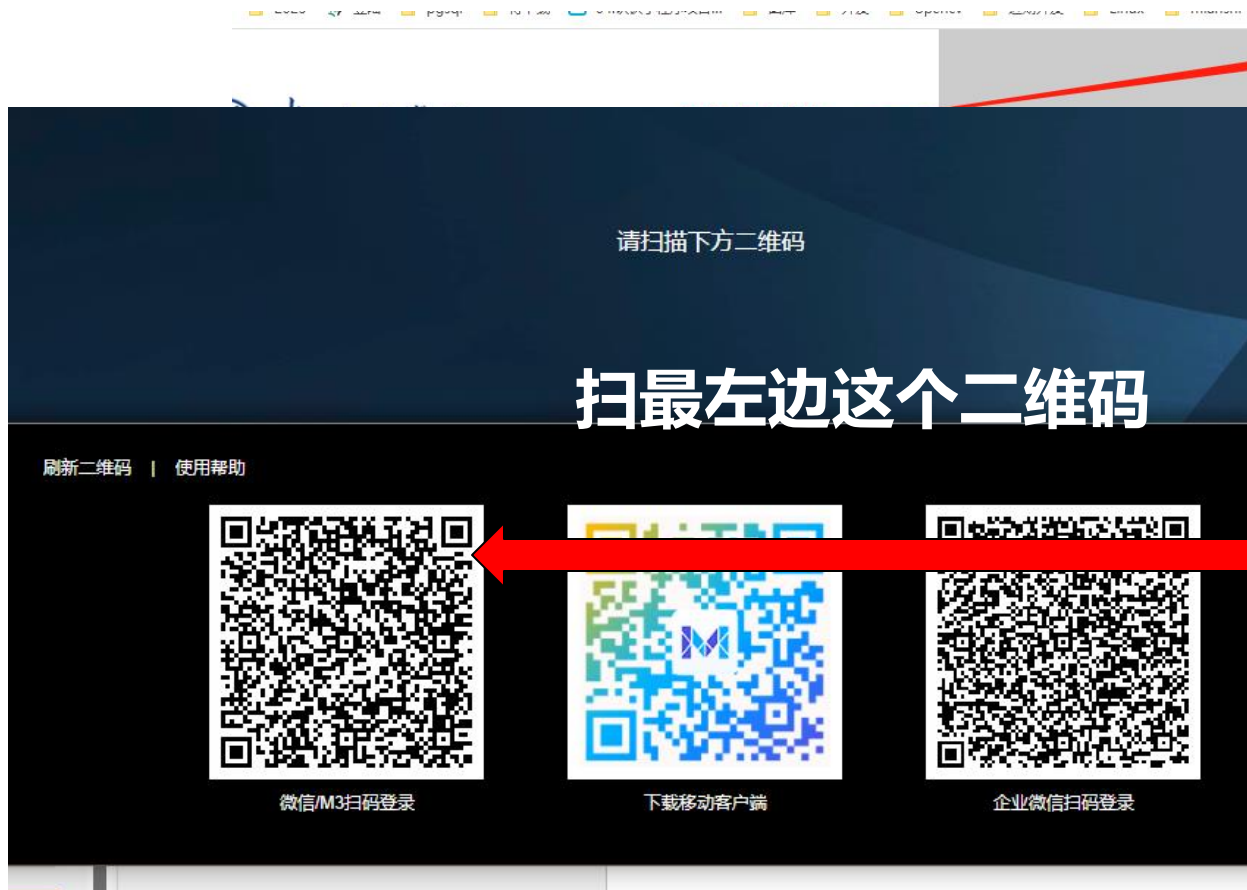 请扫描下方二维码
扫最左边这个二维码
刷新二维码 | 使用帮助
微信/M3扫码登录
下载移动客户端
企业微信扫码登录